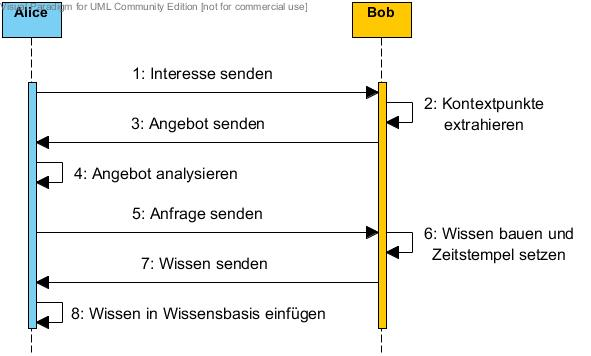 Visual Paradigm for UML Community Edition [not for commercial use]
Alice
Bob
1: Interesse senden
2: Kontextpunkte
extrahieren
3: Angebot senden
4: Angebot analysieren
5: Anfrage senden
6: Wissen bauen und
Zeitstempel setzen
7: Wissen senden
8: Wissen in Wissensbasis einfügen